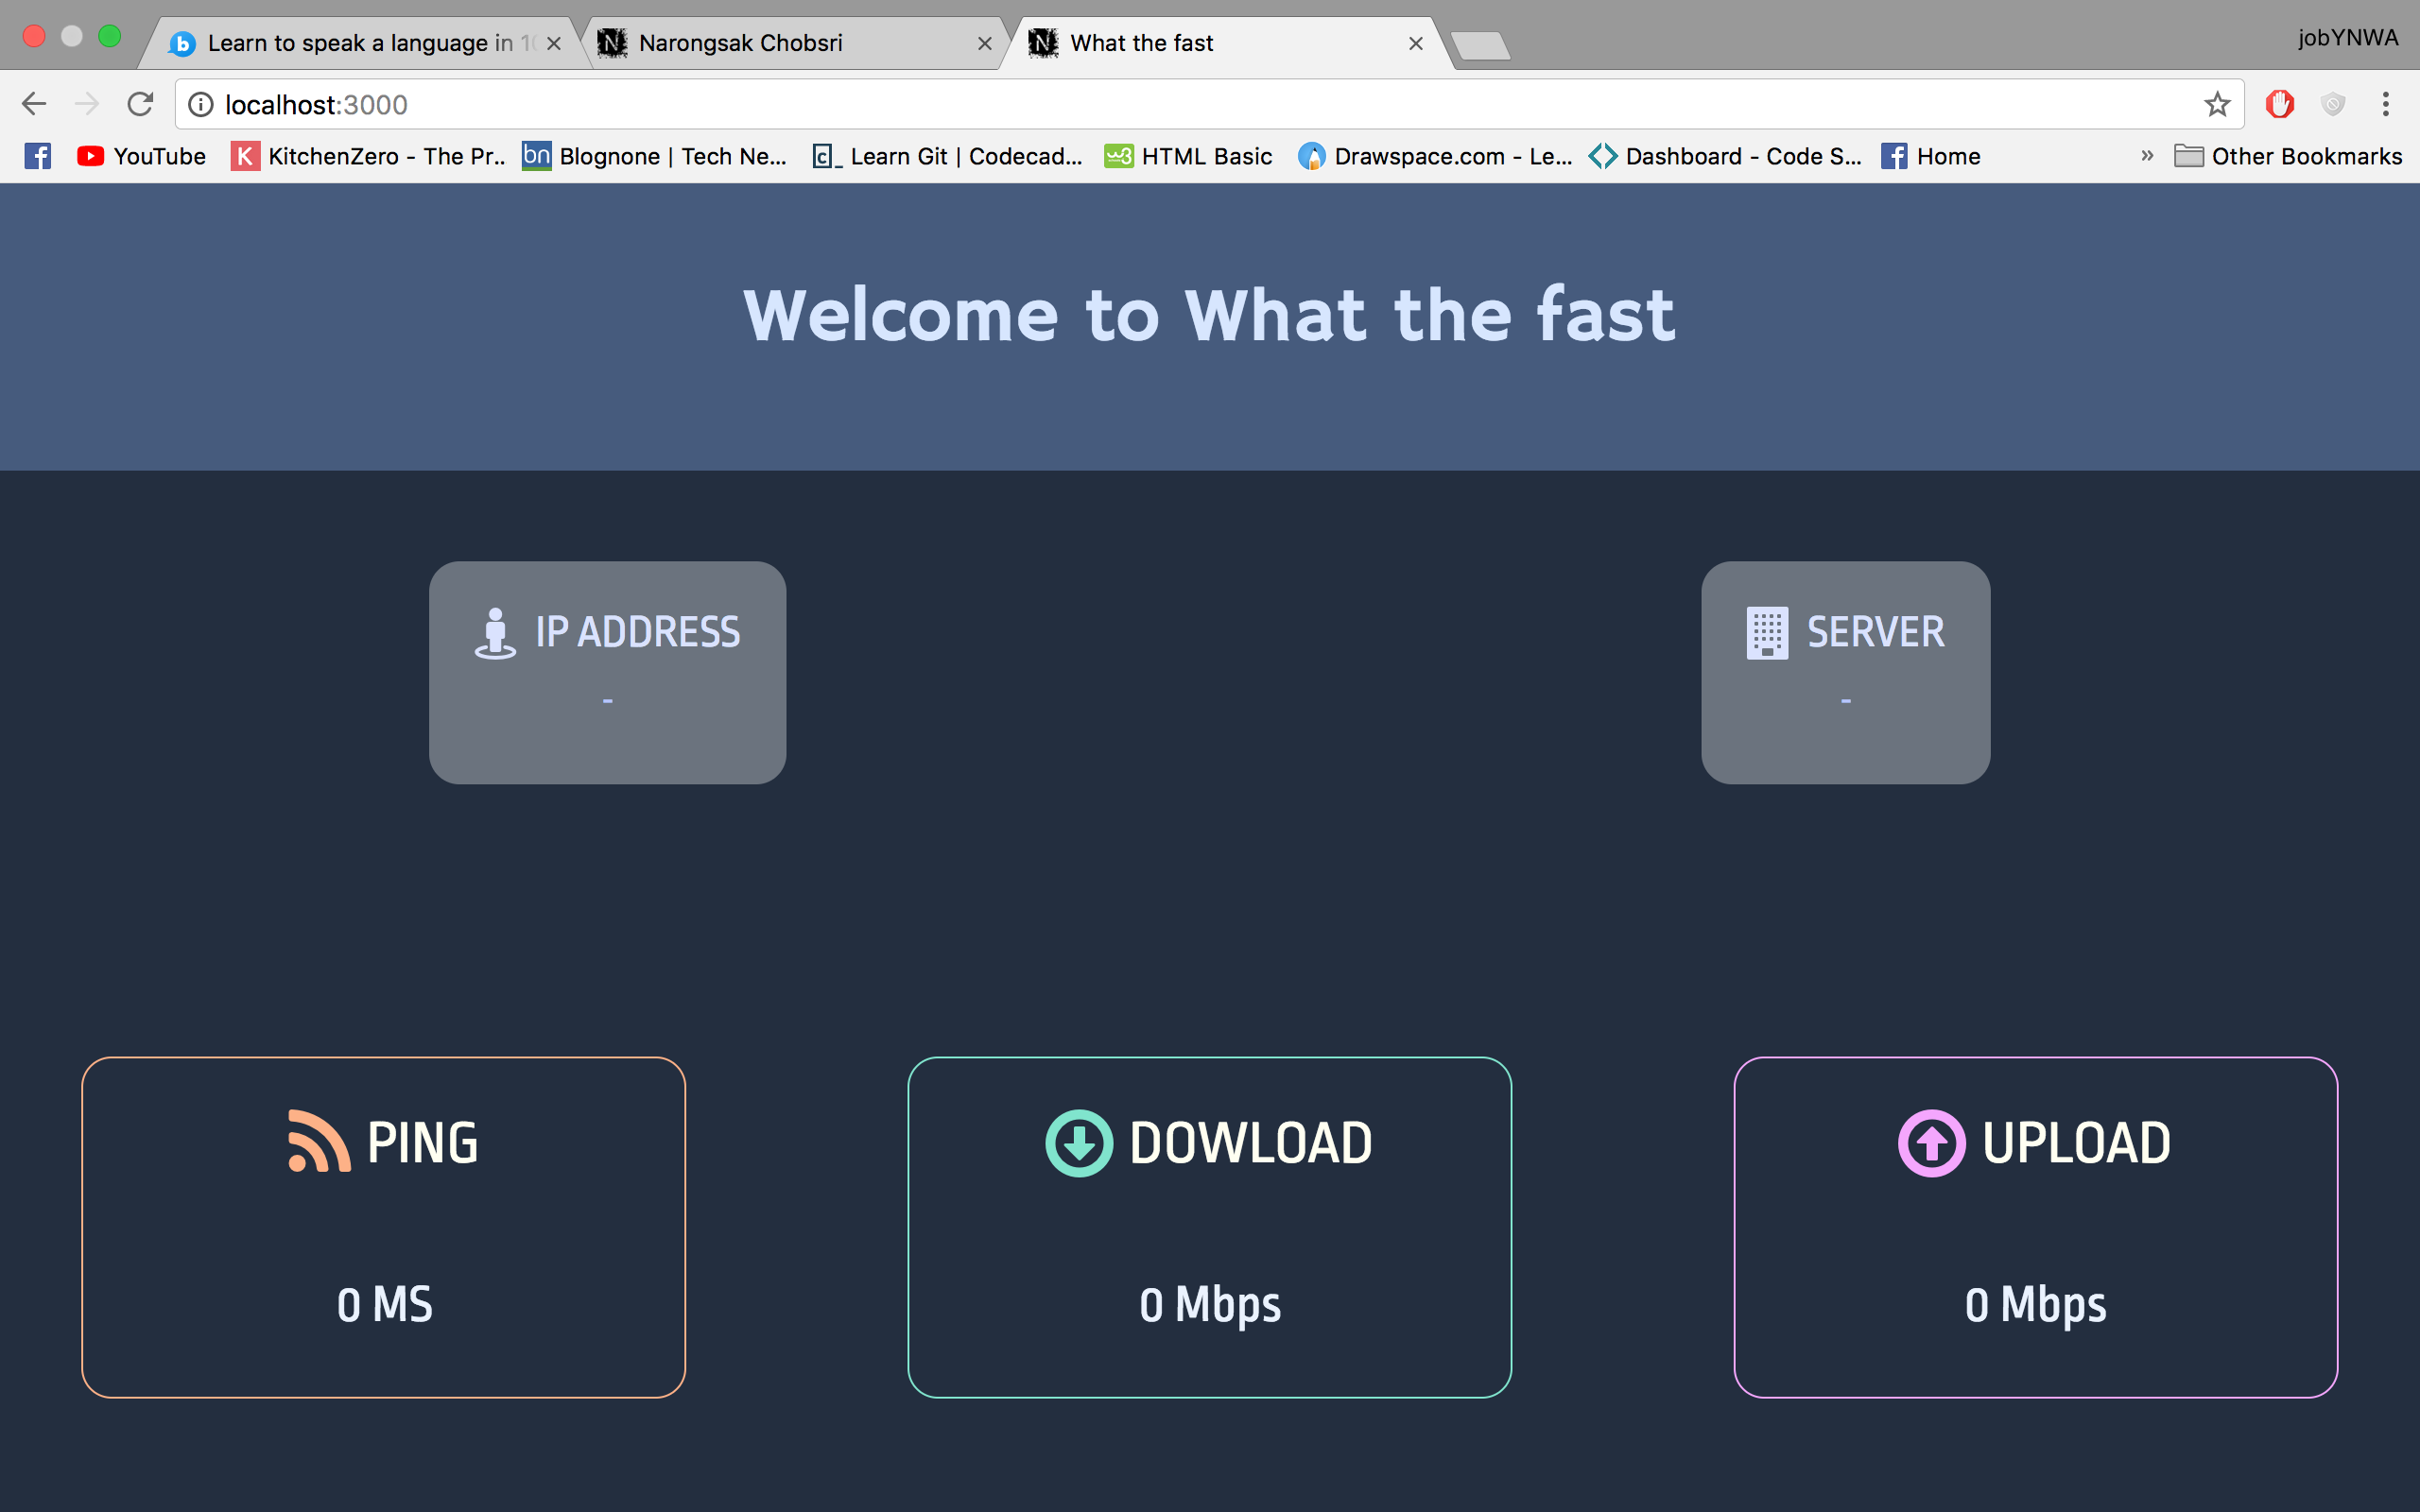 Learn to speak a language in 10
Narongsak Chobsri
What the fast
jobYNWA
localhost:3000
YouTube
KitchenZero - The Pr..
bn
Blognone | Tech Ne...
Learn Git | Codecad...
HTML Basic
Drawspace.com - Le...
Dashboard - Code S...
Home
» Other Bookmarks
Welcome to What the fast
IP ADDRESS
-
SERVER
-
PING
0 MS
DOWLOAD
0 Mbps
UPLOAD
0 Mbps